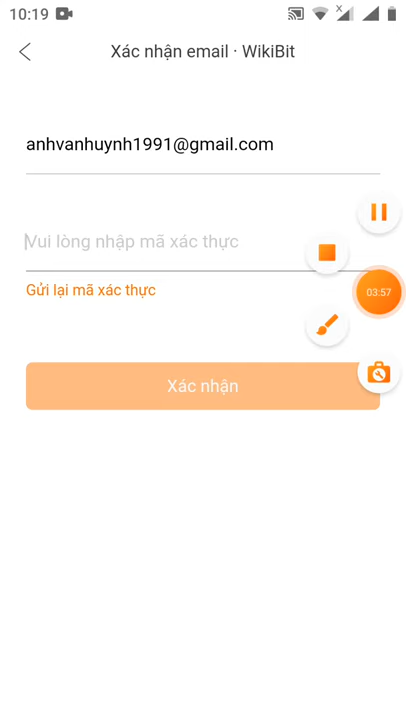 10:19
Xác nhận email · WikiBit
anhvanhuynh1991@gmail.com
Vui lòng nhập mã xác thực
03:57
Gửi lại mã xác thực
Xác nhận